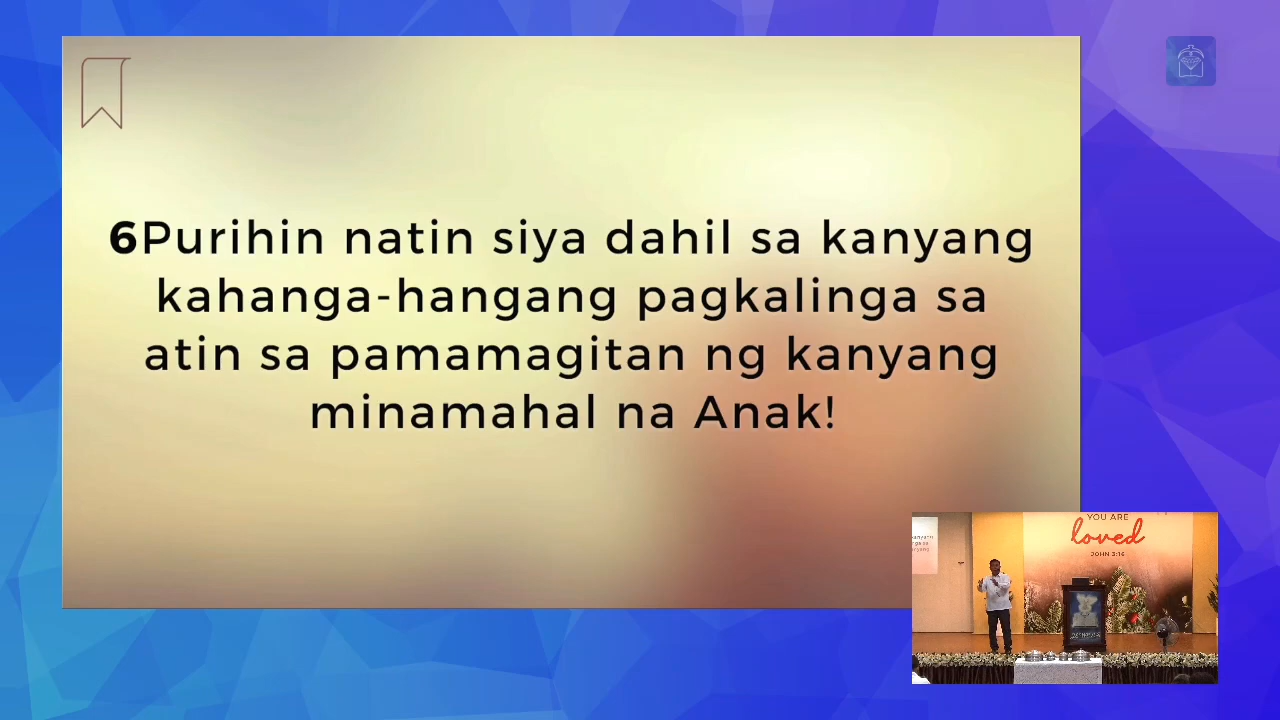 6Purihin natin siya dahil sa kanyang
kahanga-hangang pagkalinga sa
atin sa pamamagitan ng kanyang
minamahal na Anak!
YOU ARE
loved
JOHN 3:16